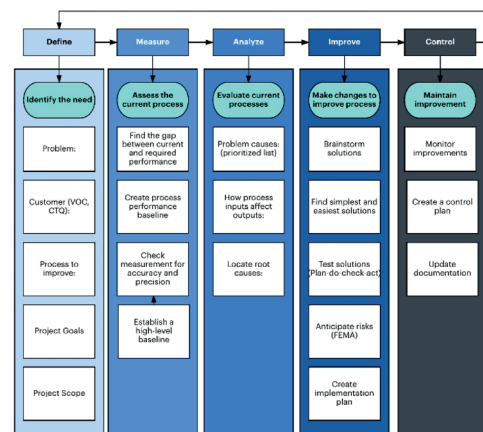 Define
Measure
Analyze
Improve
Control
Identify the need
Problem:
Customer (VOC,
CTQ):
Process to
improve:
Project Goals
Project Scope
Assess the
current process
Find the gap
between current
and required
performance
Create process
performance
baseline
Check
measurement for
accuracy and
precision
Establish a
high-level
baseline
Evaluate current
processes
Problem causes:
(prioritized list)
How process
inputs affect
outputs:
Locate root
causes:
Make changes to
improve process
Brainstorm
solutions
Find simplest and
easiest solutions
Test solutions
(Plan-do-check-act)
Anticipate risks
(FEMA)
Create
implementation
plan
Maintain
improvement
Monitor
improvements
Create a control
plan
Update
documentation